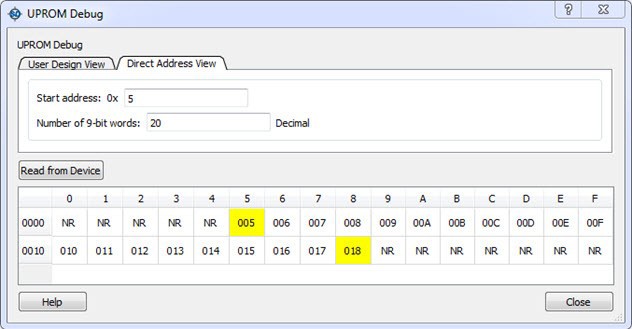 UPROM Debug
UPROM Debug
User Design View Direct Address View
Start address: 0x 5
Number of 9-bit words: 20 Decimal
Read from Device
0 1 2 3 4 5 6 7 8 9 A B C D E F
0000 NR NR NR NR NR 005 006 007 008 009 00A 00B 00C 00D 00E 00F
0010 010 011 012 013 014 015 016 017 018 NR NR NR NR NR NR NR
Help Close